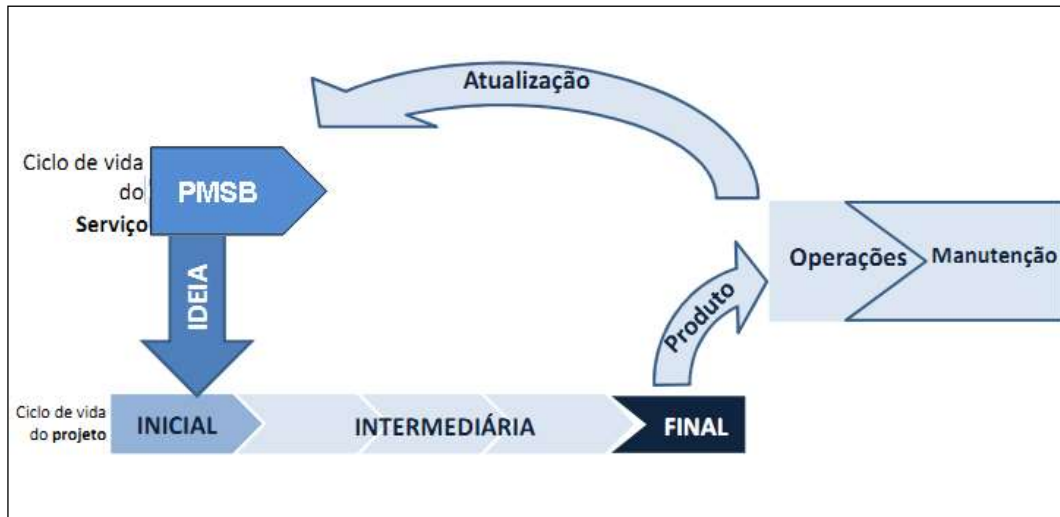 Atualização
Ciclo de vida
do
Serviço
PMSB
IDEIA
Operações
Manutenção
Produto
Ciclo de vida
do projeto
INICIAL
INTERMEDIÁRIA
FINAL